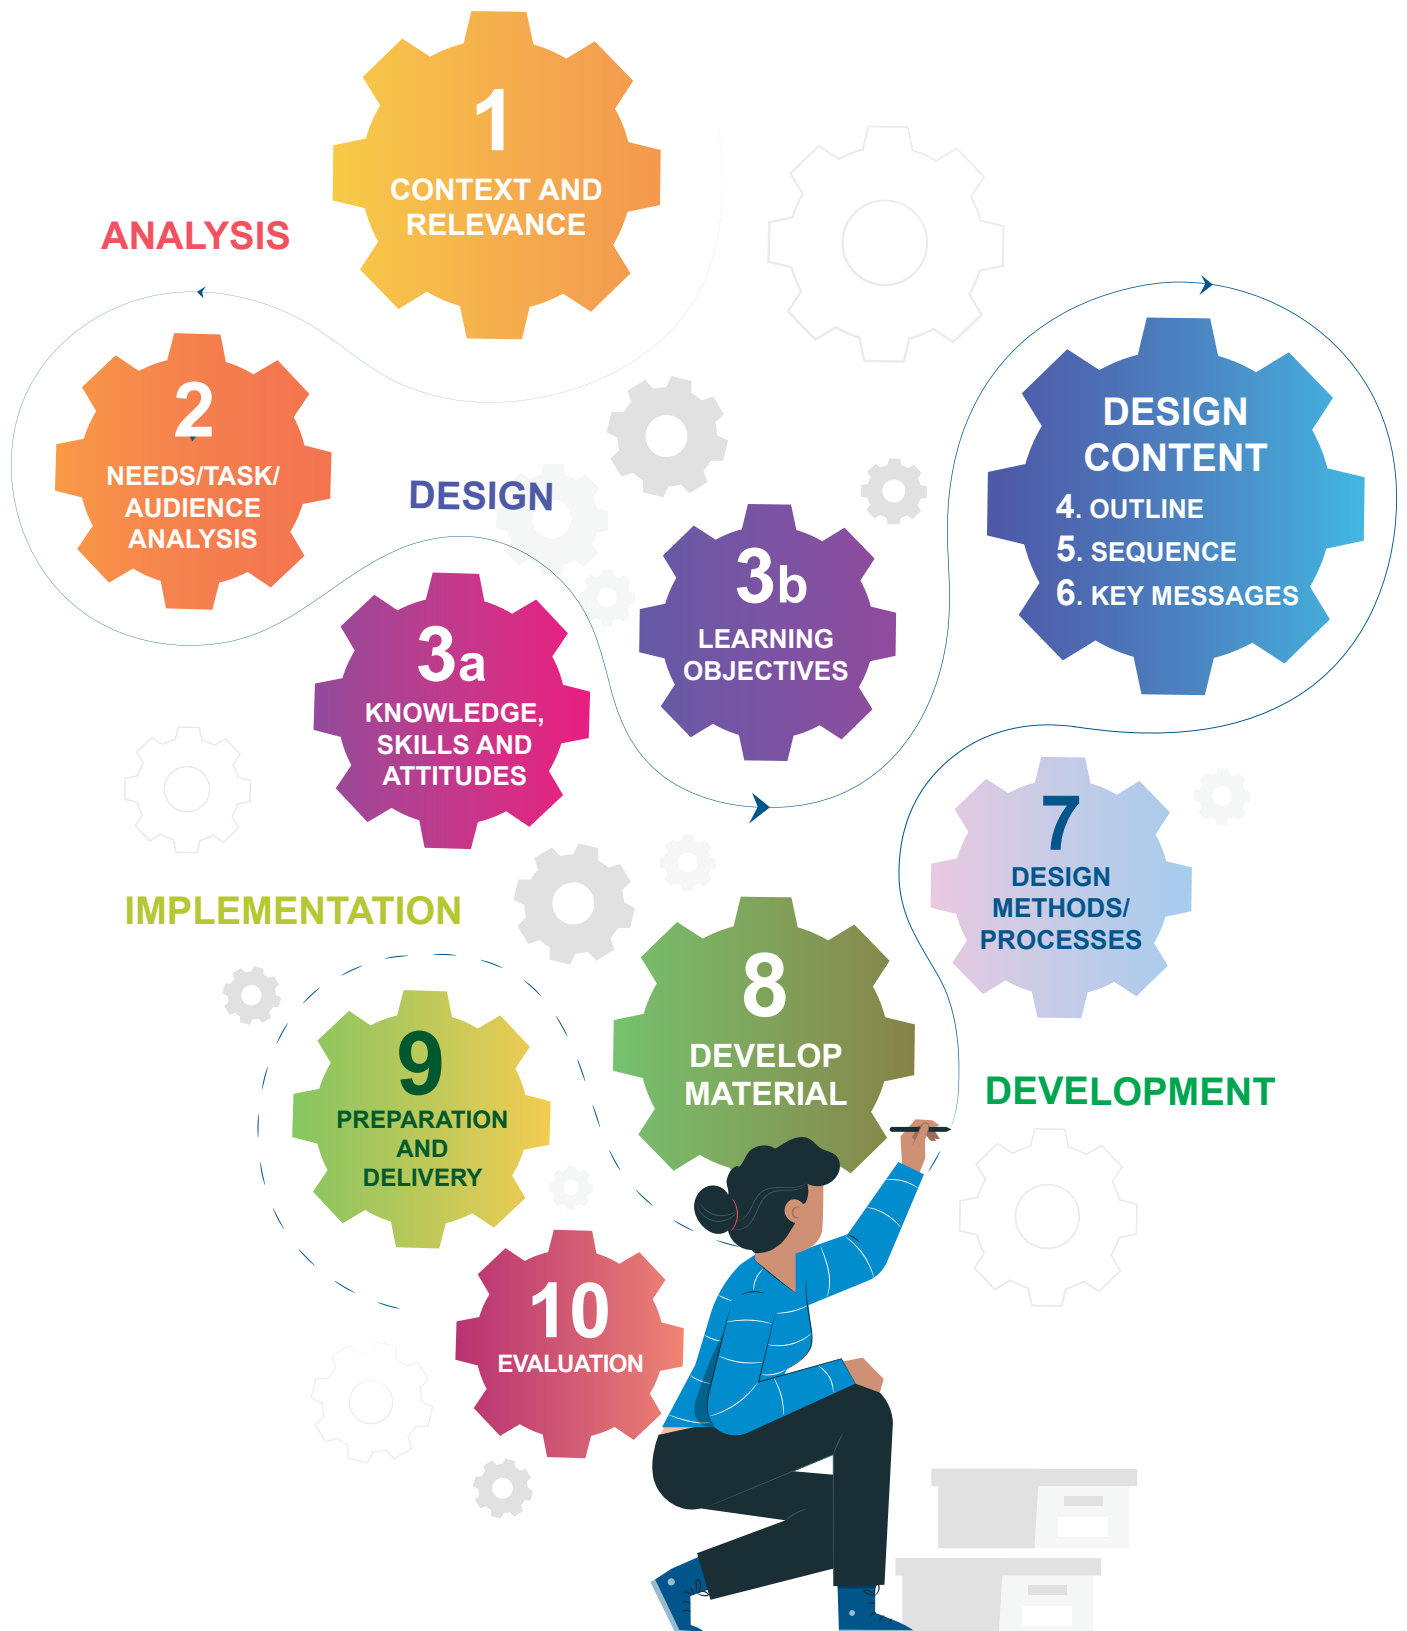 1
CONTEXT AND
RELEVANCE
ANALYSIS
2
NEEDS/TASK/
AUDIENCE
ANALYSIS
DESIGN
3a
KNOWLEDGE,
SKILLS AND
ATTITUDES
3b
LEARNING
OBJECTIVES
DESIGN
CONTENT
4. OUTLINE
5. SEQUENCE
6. KEY MESSAGES
7
DESIGN
METHODS/
PROCESSES
DEVELOPMENT
8
DEVELOP
MATERIAL
IMPLEMENTATION
9
PREPARATION
AND
DELIVERY
10
EVALUATION